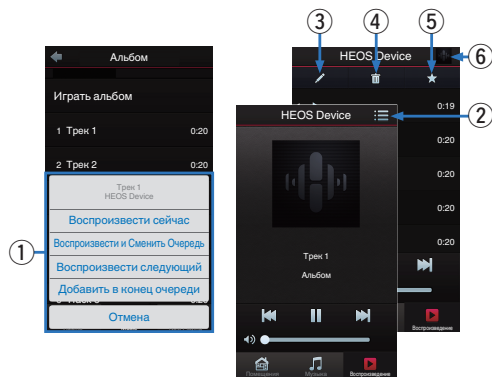 3
4
5
6
2
1
Альбом
Играть альбом
1 Трек 1 0:20
2 Трек 2 0:20
Трек 1
HEOS Device
Воспроизвести сейчас
Воспроизвести и Сменить Очередь
Воспроизвести следующий
Добавить в конец очереди
Отмена
HEOS Device
0:19
0:20
0:20
0:20
0:20
Воспроизведение
HEOS Device
Трек 1
Альбом
Помещения
Музыка
Воспроизведение